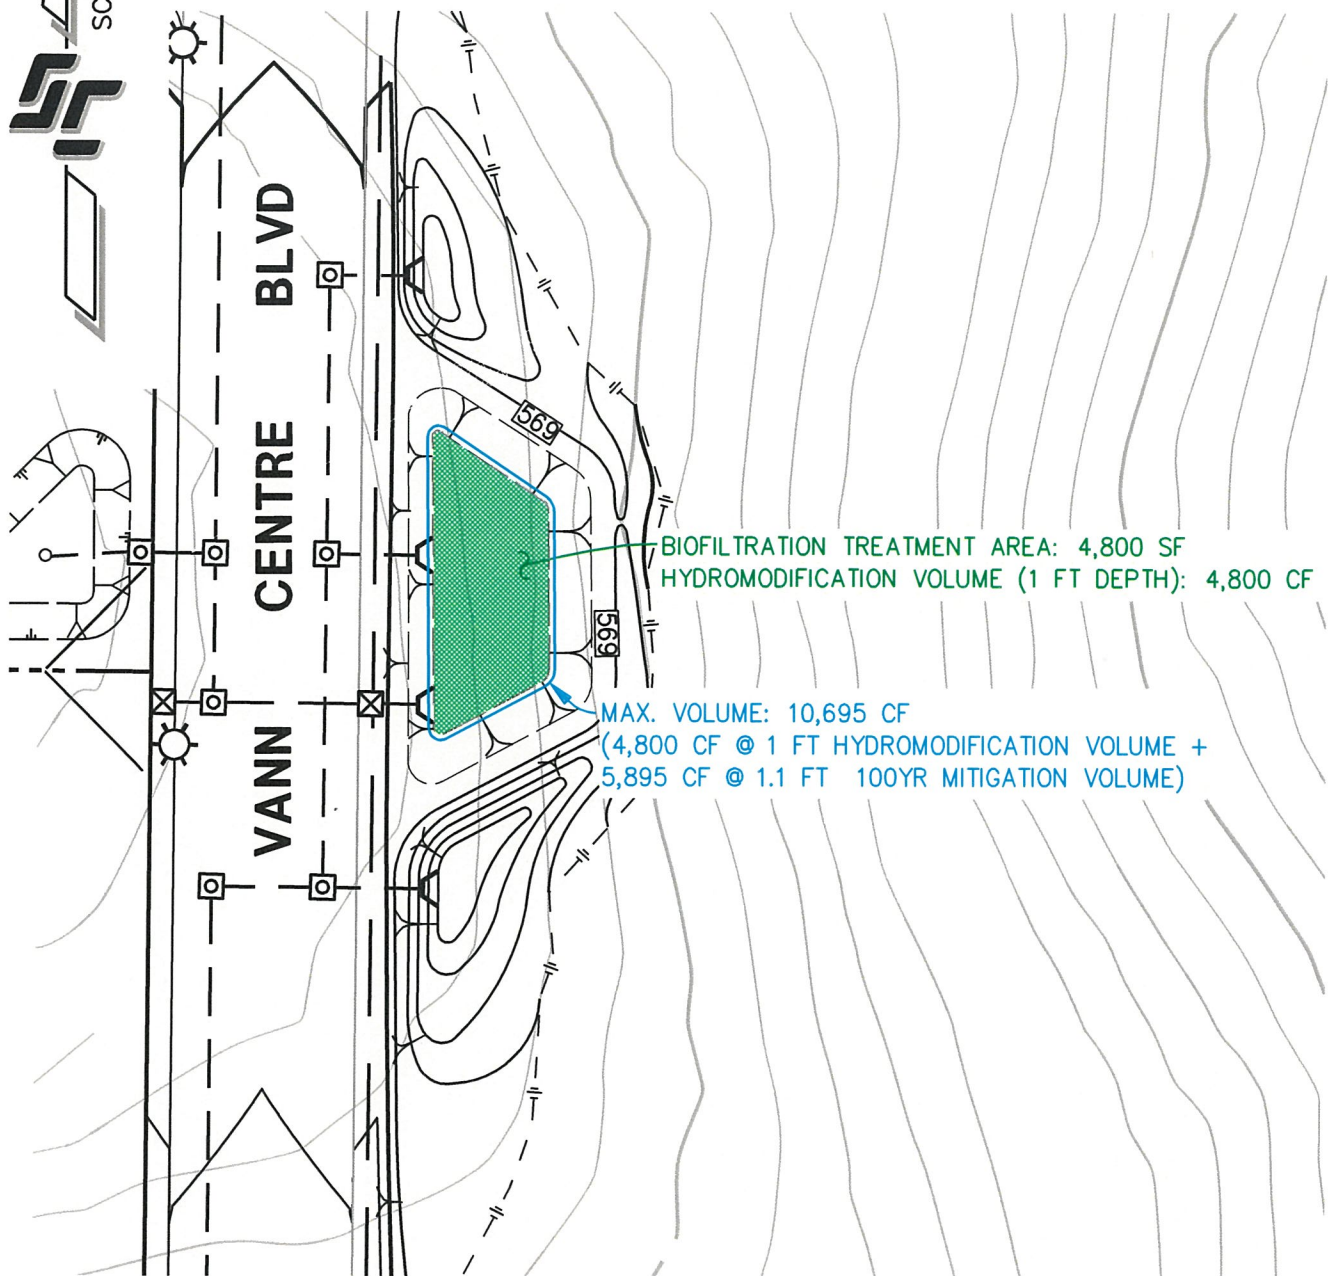 SC
VANN CENTRE BLVD
569
BIOFILTRATION TREATMENT AREA: 4,800 SF
HYDROMODIFICATION VOLUME (1 FT DEPTH): 4,800 CF
569
MAX. VOLUME: 10,695 CF
(4,800 CF @ 1 FT HYDROMODIFICATION VOLUME +
5,895 CF @ 1.1 FT 100YR MITIGATION VOLUME)